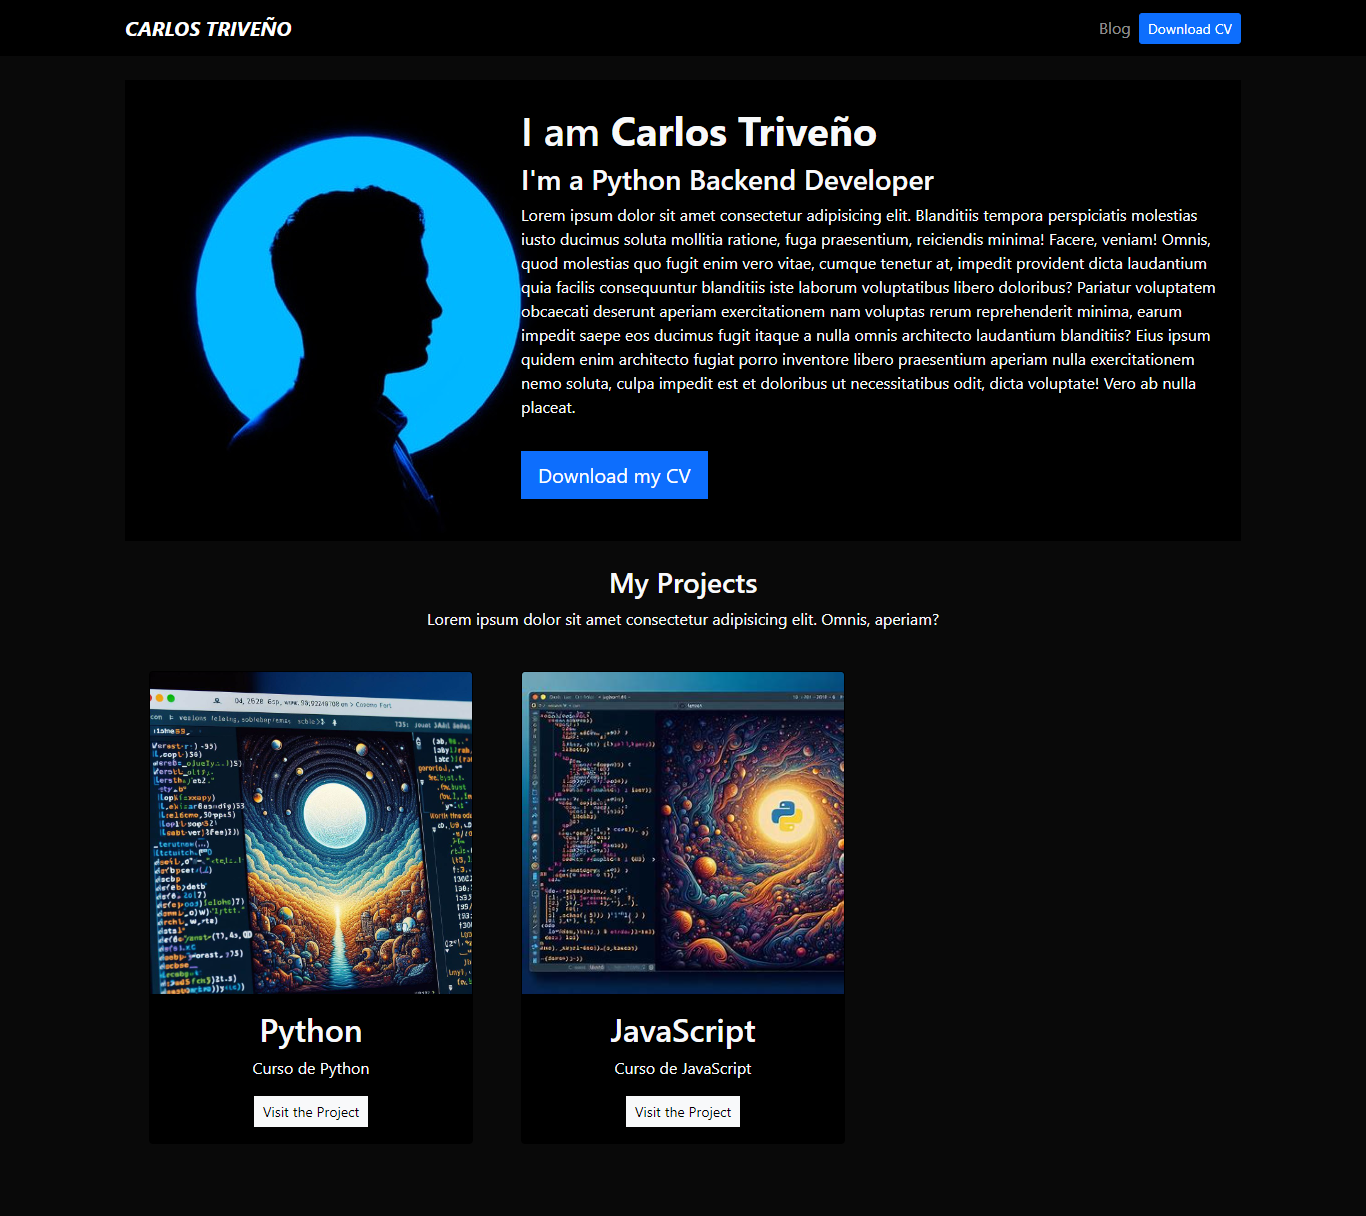 CARLOS TRIVEÑO
Blog
Download CV
I am Carlos Triveño
I'm a Python Backend Developer
Lorem ipsum dolor sit amet consectetur adipisicing elit. Blanditiis tempora perspiciatis molestias
iusto ducimus soluta mollitia ratione, fuga praesentium, reiciendis minima! Facere, veniam! Omnis,
quod molestias quo fugit enim vero vitae, cumque tenetur at, impedit provident dicta laudantium
quia facilis consequuntur blanditiis iste laborum voluptatibus libero doloribus? Pariatur voluptatem
obcaecati deserunt aperiam exercitationem nam voluptas rerum reprehenderit minima, earum
impedit saepe eos ducimus fugit itaque a nulla omnis architecto laudantium blanditiis? Eius ipsum
quidem enim architecto fugiat porro inventore libero praesentium aperiam nulla exercitationem
nemo soluta, culpa impedit est et doloribus ut necessitatibus odit, dicta voluptate! Vero ab nulla
placeat.
Download my CV
My Projects
Lorem ipsum dolor sit amet consectetur adipisicing elit. Omnis, aperiam?
Python
Curso de Python
Visit the Project
JavaScript
Curso de JavaScript
Visit the Project